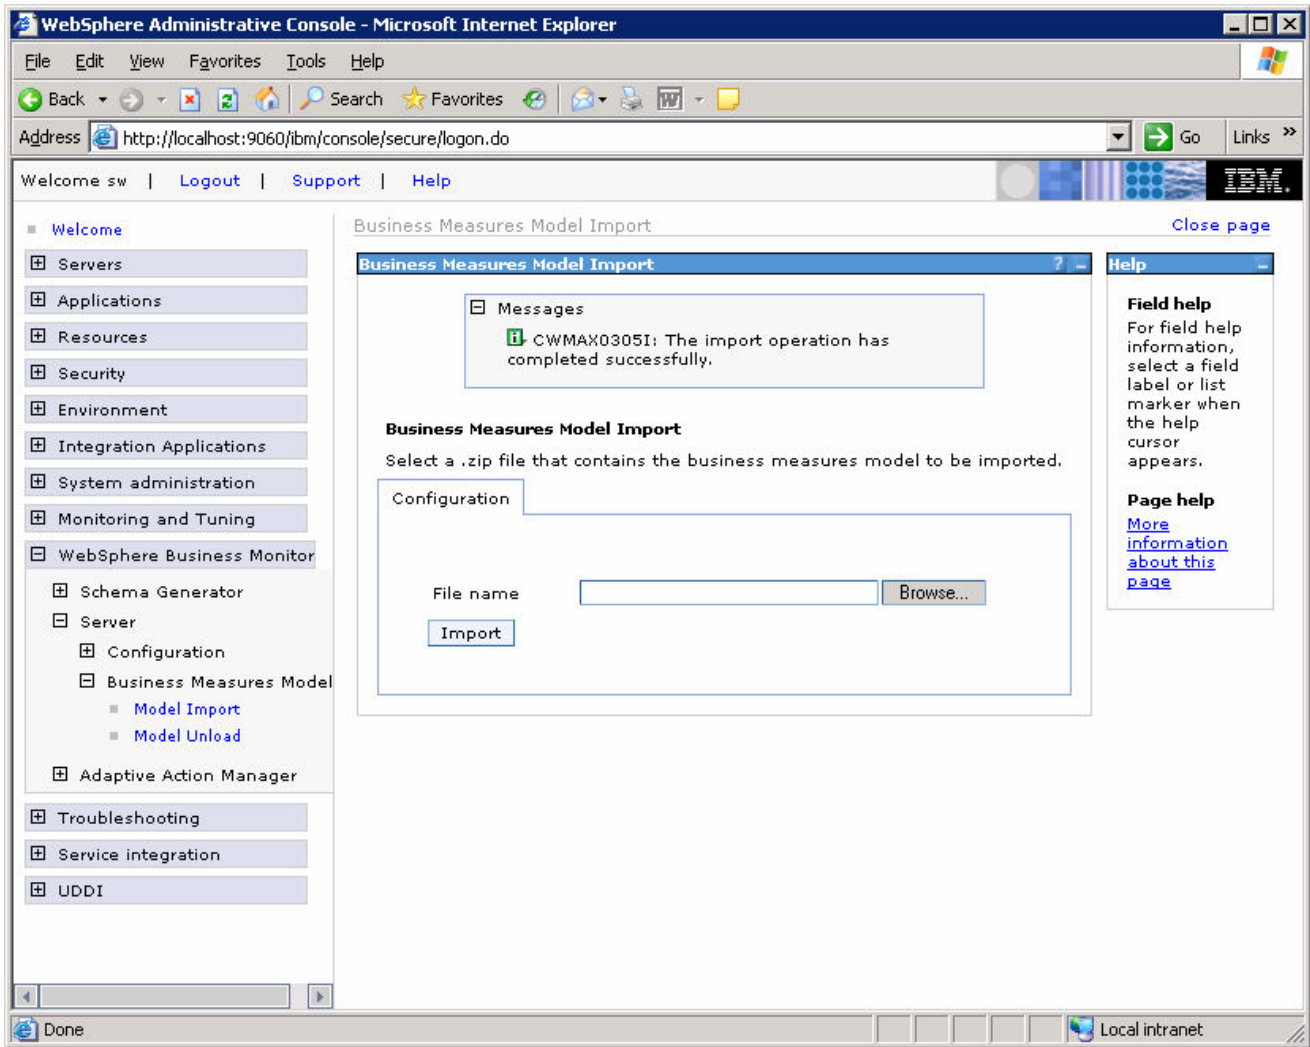 WebSphere Administrative Console - Microsoft Internet Explorer
File Edit View Favorites Tools Help
Back Search Favorites
Address http://localhost:9060/ibm/console/secure/logon.do Go Links »
Welcome sw | Logout | Support | Help IBM.
Welcome
Servers
Applications
Resources
Security
Environment
Integration Applications
System administration
Monitoring and Tuning
WebSphere Business Monitor
Schema Generator
Server
Configuration
Business Measures Model
Model Import
Model Unload
Adaptive Action Manager
Troubleshooting
Service integration
UDDI
Business Measures Model Import Close page
Business Measures Model Import ?
Messages
CWMAX0305I: The import operation has
completed successfully.
Business Measures Model Import
Select a .zip file that contains the business measures model to be imported.
Configuration
File name Browse...
Import
Help
Field help
For field help
information,
select a field
label or list
marker when
the help
cursor
appears.
Page help
More
information
about this
page
Done Local intranet